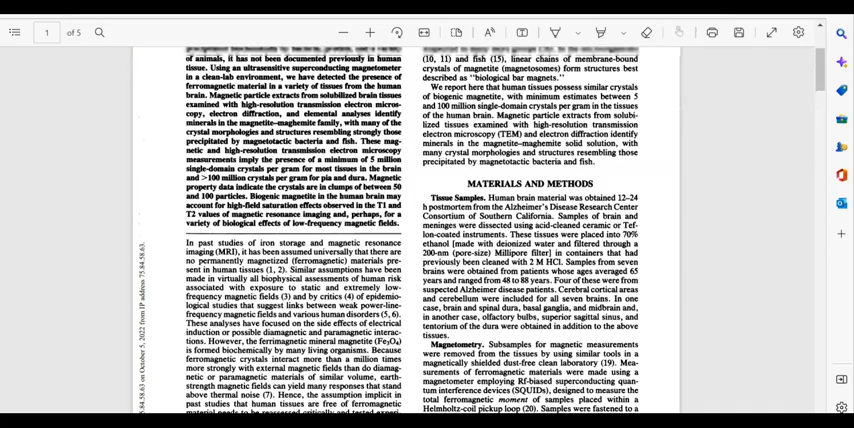 1
of 5
of animals, it has not been documented previously in human
tissue. Using an ultrasensitive superconducting magnetometer
in a clean-lab environment, we have detected the presence of
ferromagnetic material in a variety of tissues from the human
brain. Magnetic particle extracts from solubilized brain tissues
examined with high-resolution transmission electron micros-
copy, electron diffraction, and elemental analyses identify
minerals in the magnetite–maghemite family, with many of the
crystal morphologies and structures resembling strongly those
precipitated by magnetotactic bacteria and fish. These mag-
netic and high-resolution transmission electron microscopy
measurements imply the presence of a minimum of 5 million
single-domain crystals per gram for most tissues in the brain
and >100 million crystals per gram for pia and dura. Magnetic
property data indicate the crystals are in clumps of between 50
and 100 particles. Biogenic magnetite in the human brain may
account for high-field saturation effects observed in the T1 and
T2 values of magnetic resonance imaging and, perhaps, for a
variety of biological effects of low-frequency magnetic fields.
In past studies of iron storage and magnetic resonance
imaging (MRI), it has been assumed universally that there are
no permanently magnetized (ferromagnetic) materials pre-
sent in human tissues (1, 2). Similar assumptions have been
made in virtually all biophysical assessments of human risk
associated with exposure to static and extremely low-
frequency magnetic fields (3) and by critics (4) of epidemio-
logical studies that suggest links between weak power-line-
frequency magnetic fields and various human disorders (5, 6).
These analyses have focused on the side effects of electrical
induction or possible diamagnetic and paramagnetic interac-
tions. However, the ferrimagnetic mineral magnetite (Fe3O4)
is formed biochemically by many living organisms. Because
ferromagnetic crystals interact more than a million times
more strongly with external magnetic fields than do diamag-
netic or paramagnetic materials of similar volume, earth-
strength magnetic fields can yield many responses that stand
above thermal noise (7). Hence, the assumption implicit in
past studies that human tissues are free of ferromagnetic
material needs to be reassessed critically and tested experi-
(10, 11) and fish (15), linear chains of membrane-bound
crystals of magnetite (magnetosomes) form structures best
described as "biological bar magnets."
We report here that human tissues possess similar crystals
of biogenic magnetite, with minimum estimates between 5
and 100 million single-domain crystals per gram in the tissues
of the human brain. Magnetic particle extracts from solubi-
lized tissues examined with high-resolution transmission
electron microscopy (TEM) and electron diffraction identify
minerals in the magnetite–maghemite solid solution, with
many crystal morphologies and structures resembling those
precipitated by magnetotactic bacteria and fish.
MATERIALS AND METHODS
Tissue Samples. Human brain material was obtained 12–24
h postmortem from the Alzheimer's Disease Research Center
Consortium of Southern California. Samples of brain and
meninges were dissected using acid-cleaned ceramic or Tef-
lon-coated instruments. These tissues were placed into 70%
ethanol [made with deionized water and filtered through a
200-nm (pore-size) Millipore filter] in containers that had
previously been cleaned with 2 M HCl. Samples from seven
brains were obtained from patients whose ages averaged 65
years and ranged from 48 to 88 years. Four of these were from
suspected Alzheimer disease patients. Cerebral cortical areas
and cerebellum were included for all seven brains. In one
case, brain and spinal dura, basal ganglia, and midbrain and,
in another case, olfactory bulbs, superior sagittal sinus, and
tentorium of the dura were obtained in addition to the above
tissues.
Magnetometry. Subsamples for magnetic measurements
were removed from the tissues by using similar tools in a
magnetically shielded dust-free clean laboratory (19). Mea-
surements of ferromagnetic materials were made using a
magnetometer employing Rf-biased superconducting quan-
tum interference devices (SQUIDs), designed to measure the
total ferromagnetic moment of samples placed within a
Helmholtz-coil pickup loop (20). Samples were fastened to a
84.58.63 on October 5, 2022 from IP address 75.84.58.63.